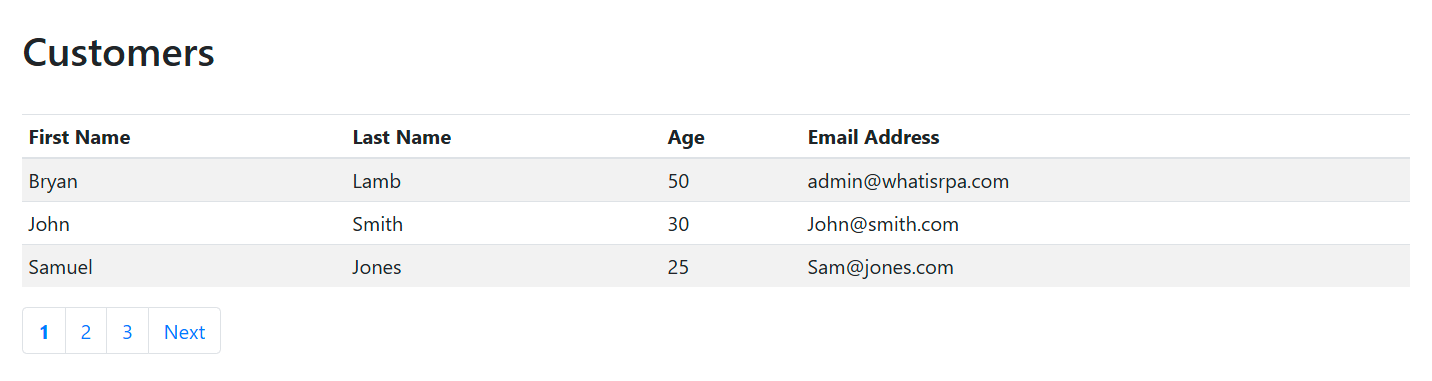 Customers
First Name Last Name Age Email Address
Bryan Lamb 50 admin@whatisrpa.com
John Smith 30 John@smith.com
Samuel Jones 25 Sam@jones.com
1 2 3 Next